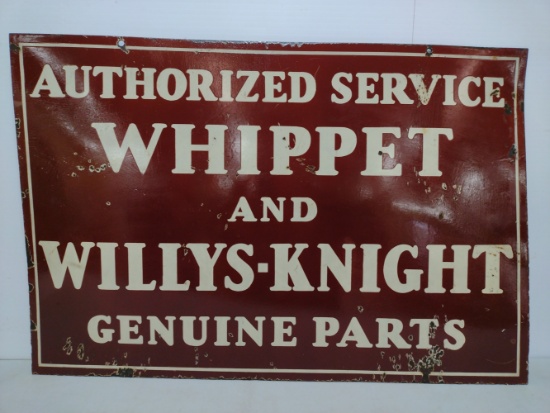 AUTHORIZED SERVICE
WHIPPET
AND
WILLYS-KNIGHT
GENUINE PARTS